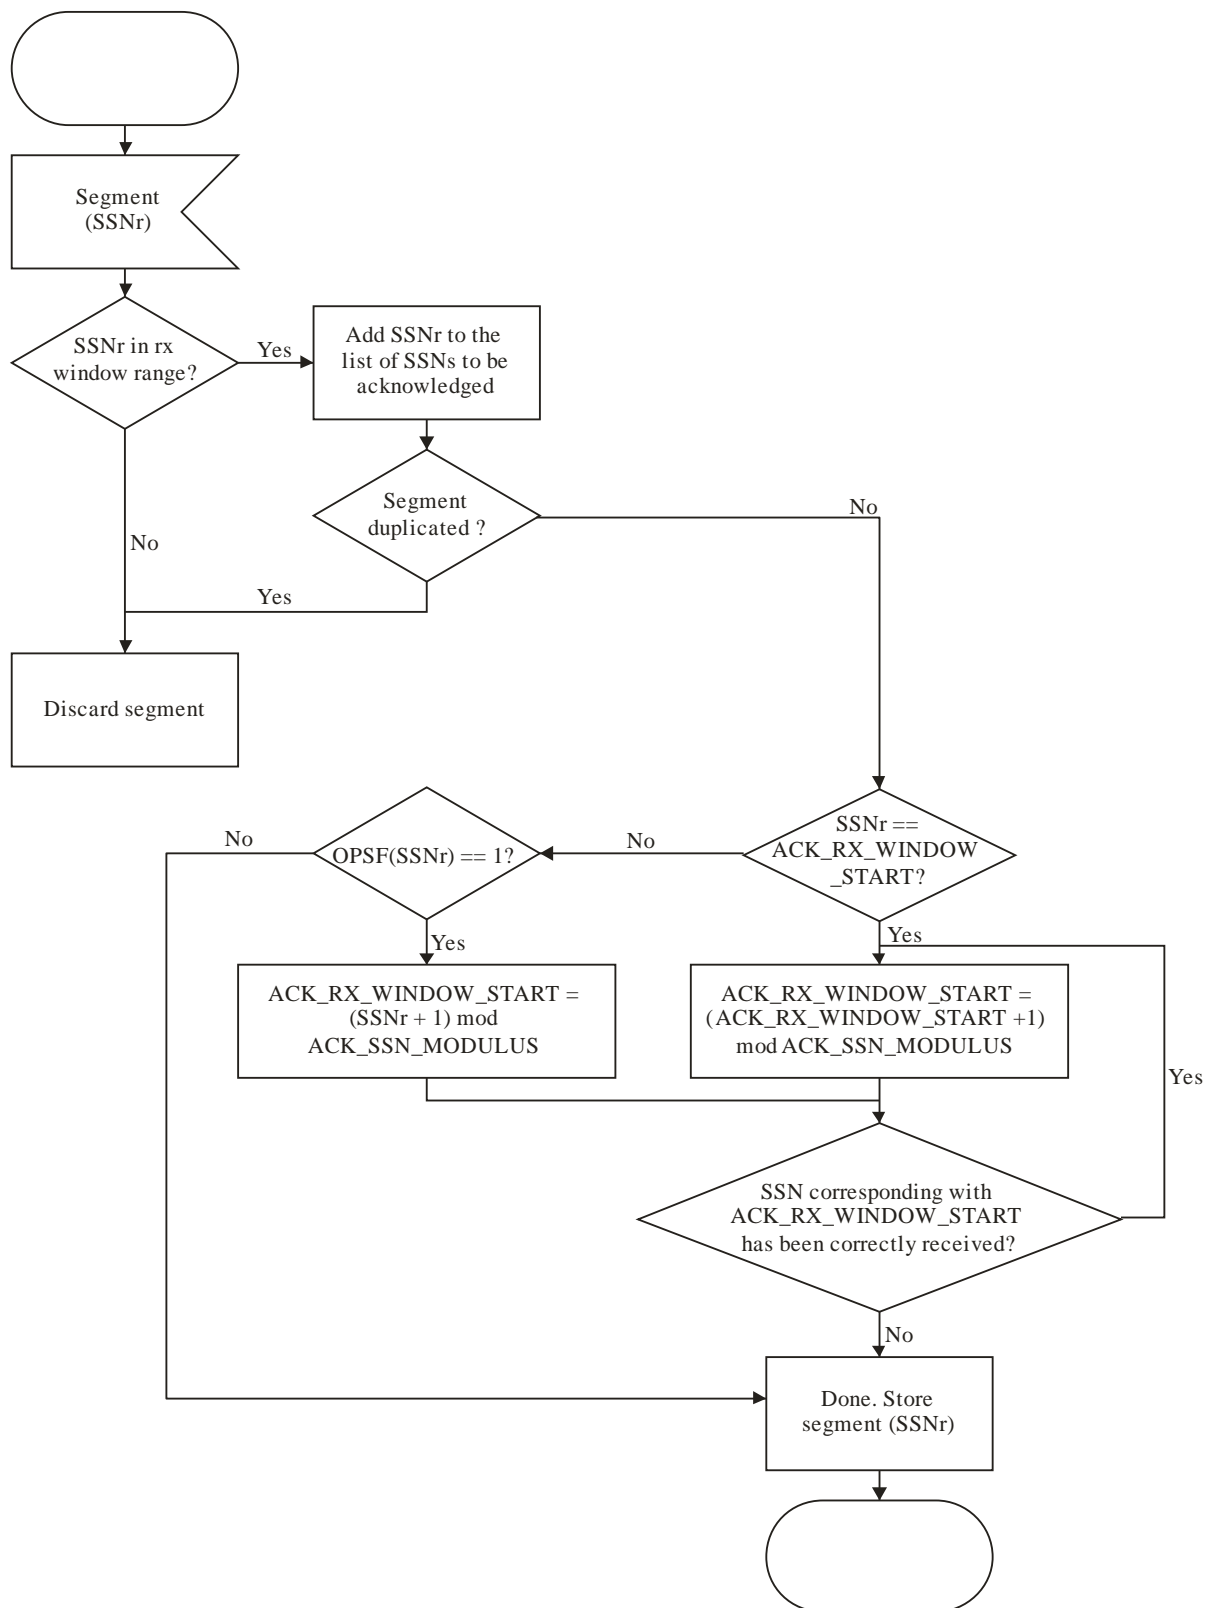 Segment
(SSNr)
SSNr in rx
window range?
Yes
Add SSNr to the
list of SSNs to be
acknowledged
Segment
duplicated ?
No
No
Yes
Discard segment
SSNr ==
ACK_RX_WINDOW
_START?
No
OPSF(SSNr) == 1?
No
Yes
Yes
ACK_RX_WINDOW_START =
(SSNr + 1) mod
ACK_SSN_MODULUS
ACK_RX_WINDOW_START =
(ACK_RX_WINDOW_START +1)
mod ACK_SSN_MODULUS
Yes
SSN corresponding with
ACK_RX_WINDOW_START
has been correctly received?
No
Done. Store
segment (SSNr)